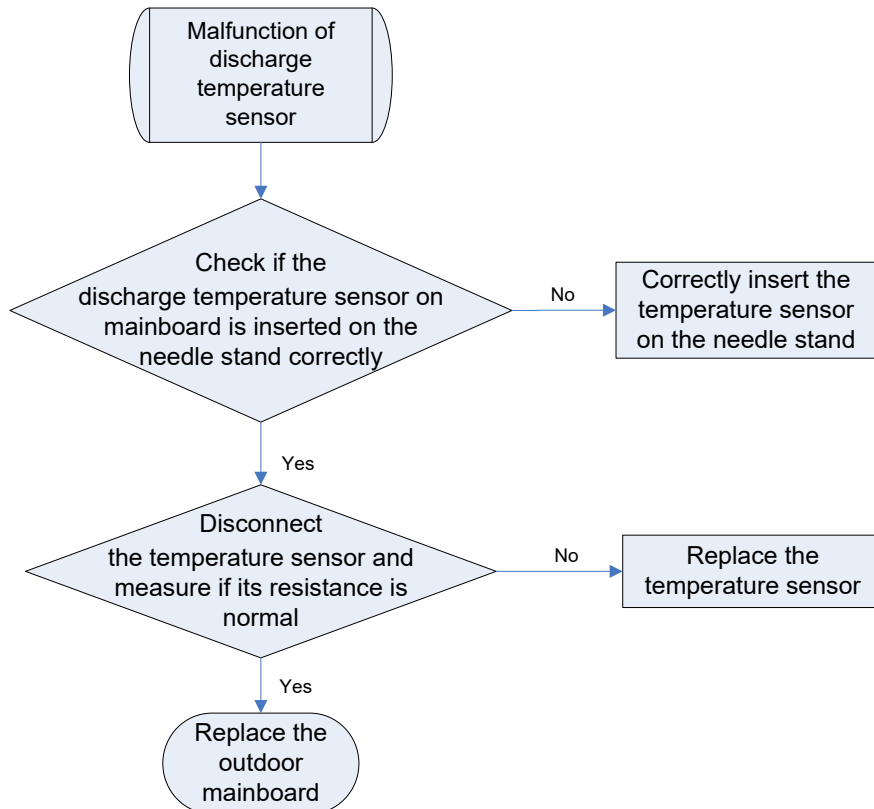 Malfunction of
discharge
temperature
sensor
Check if the
discharge temperature sensor on
mainboard is inserted on the
needle stand correctly
No
Correctly insert the
temperature sensor
on the needle stand
Yes
Disconnect
the temperature sensor and
measure if its resistance is
normal
No
Replace the
temperature sensor
Yes
Replace the
outdoor
mainboard